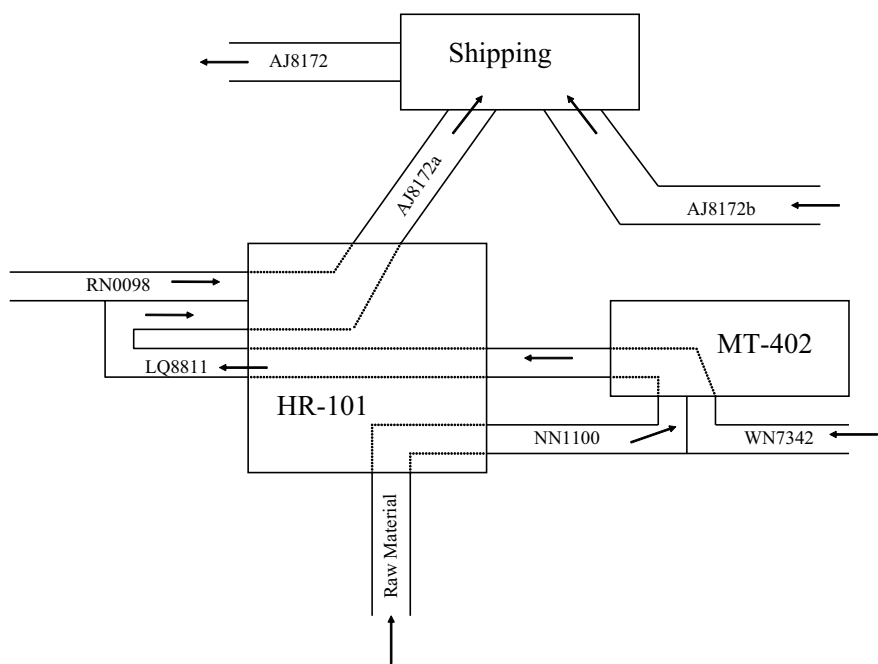 Shipping
AJ8172
AJ8172a
AJ8172b
RN0098
MT-402
LQ8811
HR-101
NN1100
WN7342
Raw Material